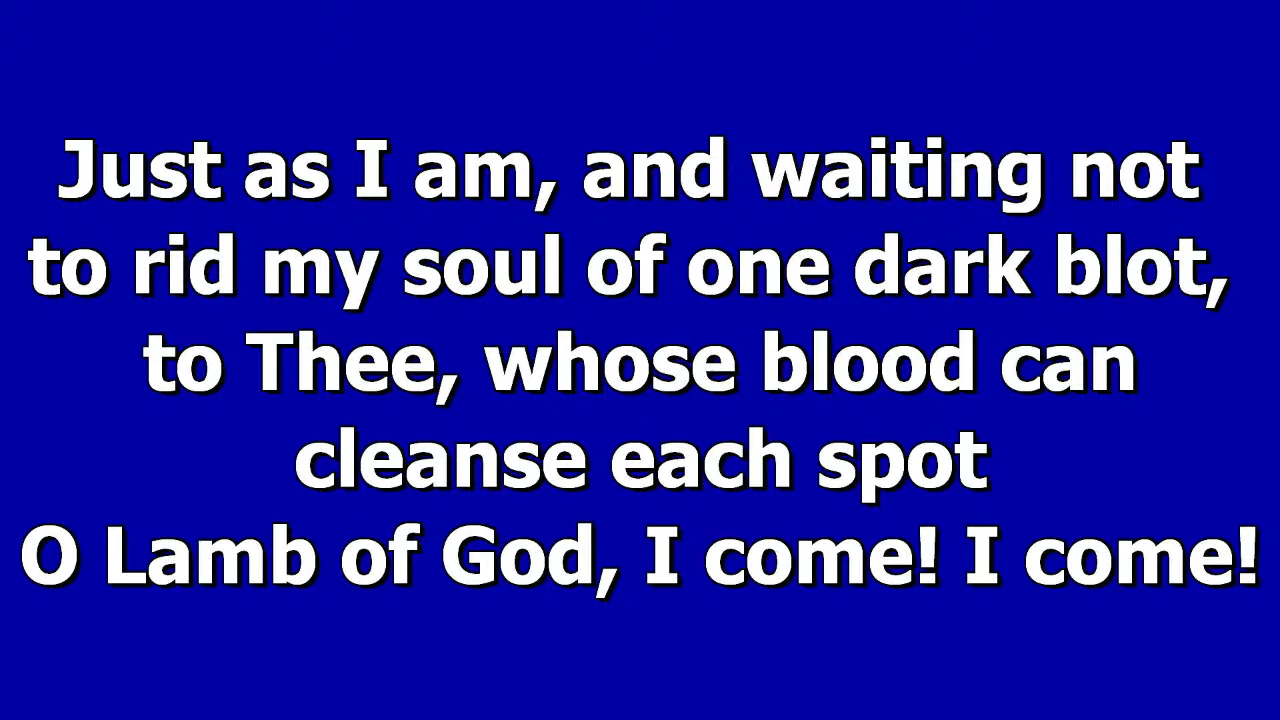 Just as I am, and waiting not
to rid my soul of one dark blot,
to Thee, whose blood can
cleanse each spot
O Lamb of God, I come! I come!